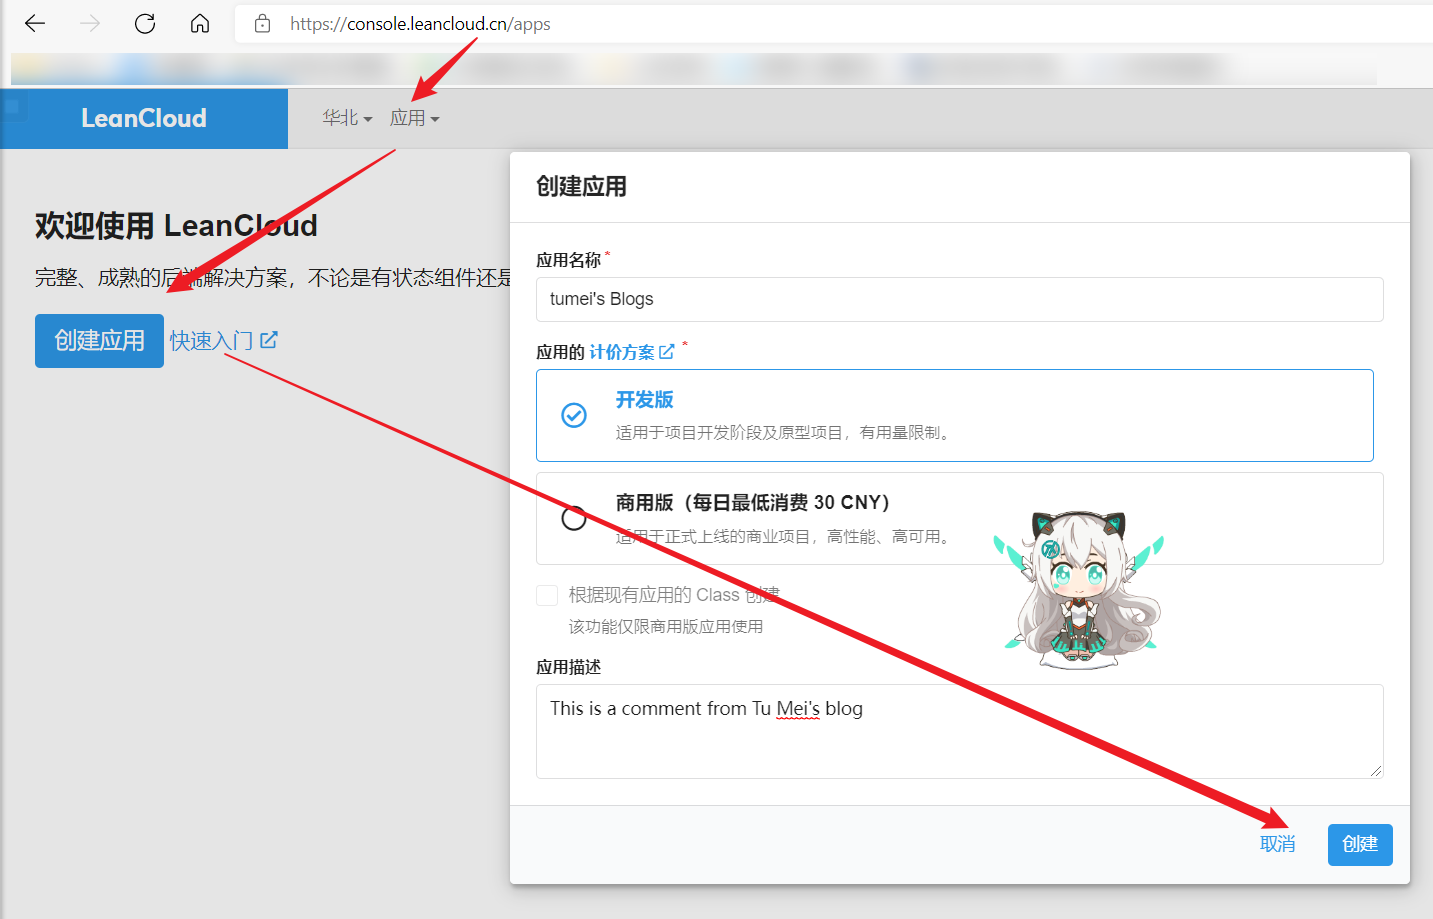 https://console.leancloud.cn/apps
LeanCloud
华北
应用
欢迎使用 LeanCloud
完整、成熟的后端解决方案，不论是有状态组件还是
创建应用
快速入门
创建应用
应用名称*
tumei's Blogs
应用的 计价方案 *
开发版
适用于项目开发阶段及原型项目，有用量限制。
商用版（每日最低消费 30 CNY）
适用于正式上线的商业项目，高性能、高可用。
根据现有应用的 Class 创建
该功能仅限商用版应用使用
应用描述
This is a comment from Tu Mei's blog
取消
创建